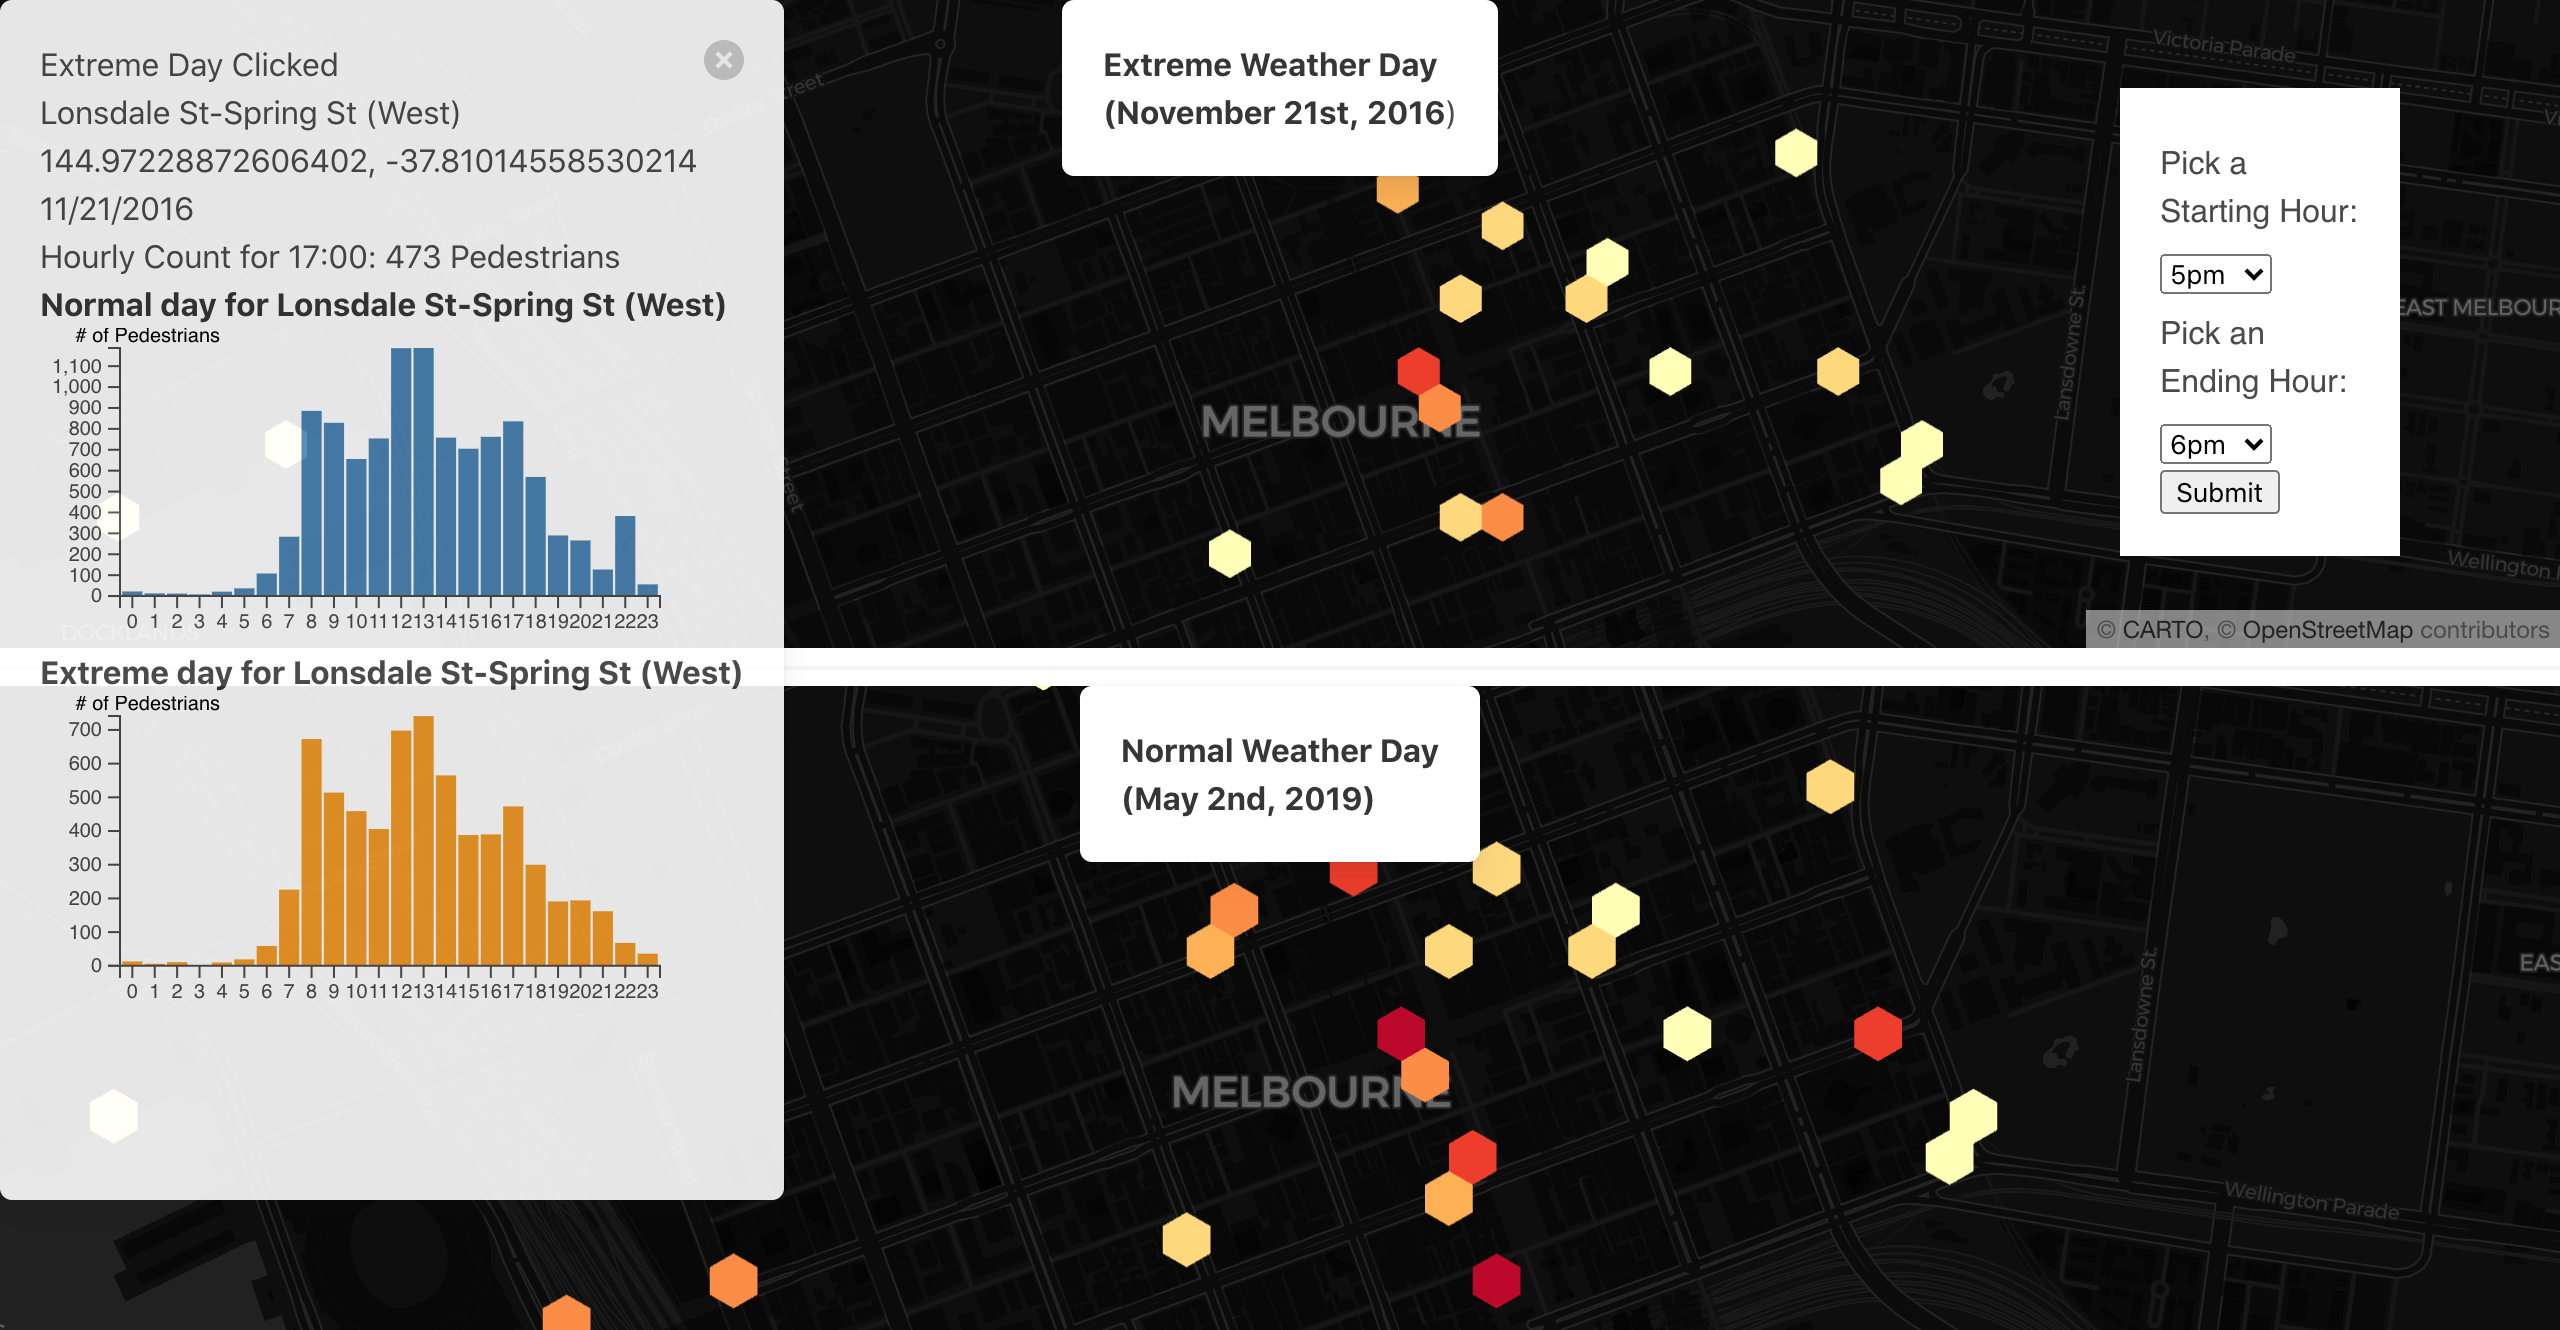 Extreme Day Clicked
Lonsdale St-Spring St (West)
144.97228872606402, -37.81014558530214
11/21/2016
Hourly Count for 17:00: 473 Pedestrians
Normal day for Lonsdale St-Spring St (West)
# of Pedestrians
1,100
1,000
900
800
700
600
500
400
300
200
100
0
0 1 2 3 4 5 6 7 8 9 10 11 12 13 14 15 16 17 18 19 20 21 22 23
DOCKLANDS
Extreme day for Lonsdale St-Spring St (West)
# of Pedestrians
700
600
500
400
300
200
100
0
0 1 2 3 4 5 6 7 8 9 10 11 12 13 14 15 16 17 18 19 20 21 22 23
Extreme Weather Day
(November 21st, 2016)
Dudley Street
Victoria Parade
Lansdowne St.
EAST MELBOUR
MELBOURNE
Wellington
Pick a
Starting Hour:
5pm
Pick an
Ending Hour:
6pm
Submit
© CARTO, © OpenStreetMap contributors
Normal Weather Day
(May 2nd, 2019)
Dudley Street
MELBOURNE
Lansdowne St.
EAS
Wellington Parade
Spencer Street